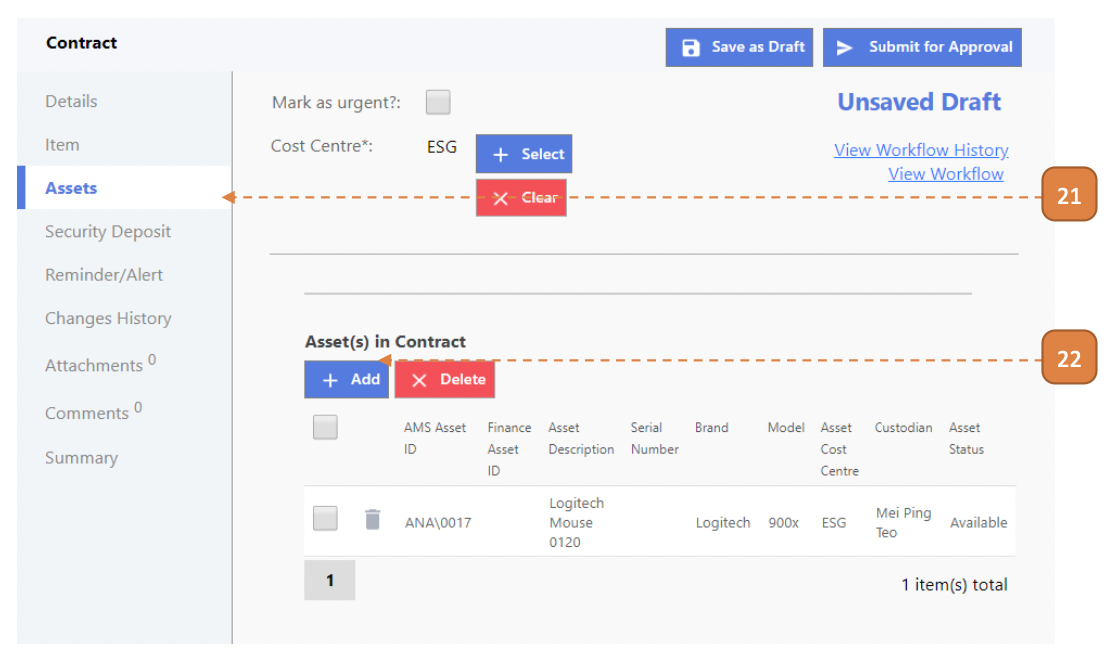 Contract
Save as Draft
Submit for Approval
Details
Item
Assets
Security Deposit
Reminder/Alert
Changes History
Attachments 0
Comments 0
Summary
Mark as urgent?:
Unsaved Draft
Cost Centre*:
ESG
+ Select
× Clear
View Workflow History
View Workflow
21
Asset(s) in Contract
22
+ Add
× Delete
AMS Asset
ID
Finance
Asset
ID
Asset
Description
Serial
Number
Brand
Model
Asset
Cost
Centre
Custodian
Asset
Status
ANA\0017
Logitech
Mouse
0120
Logitech
900x
ESG
Mei Ping
Teo
Available
1
1 item(s) total